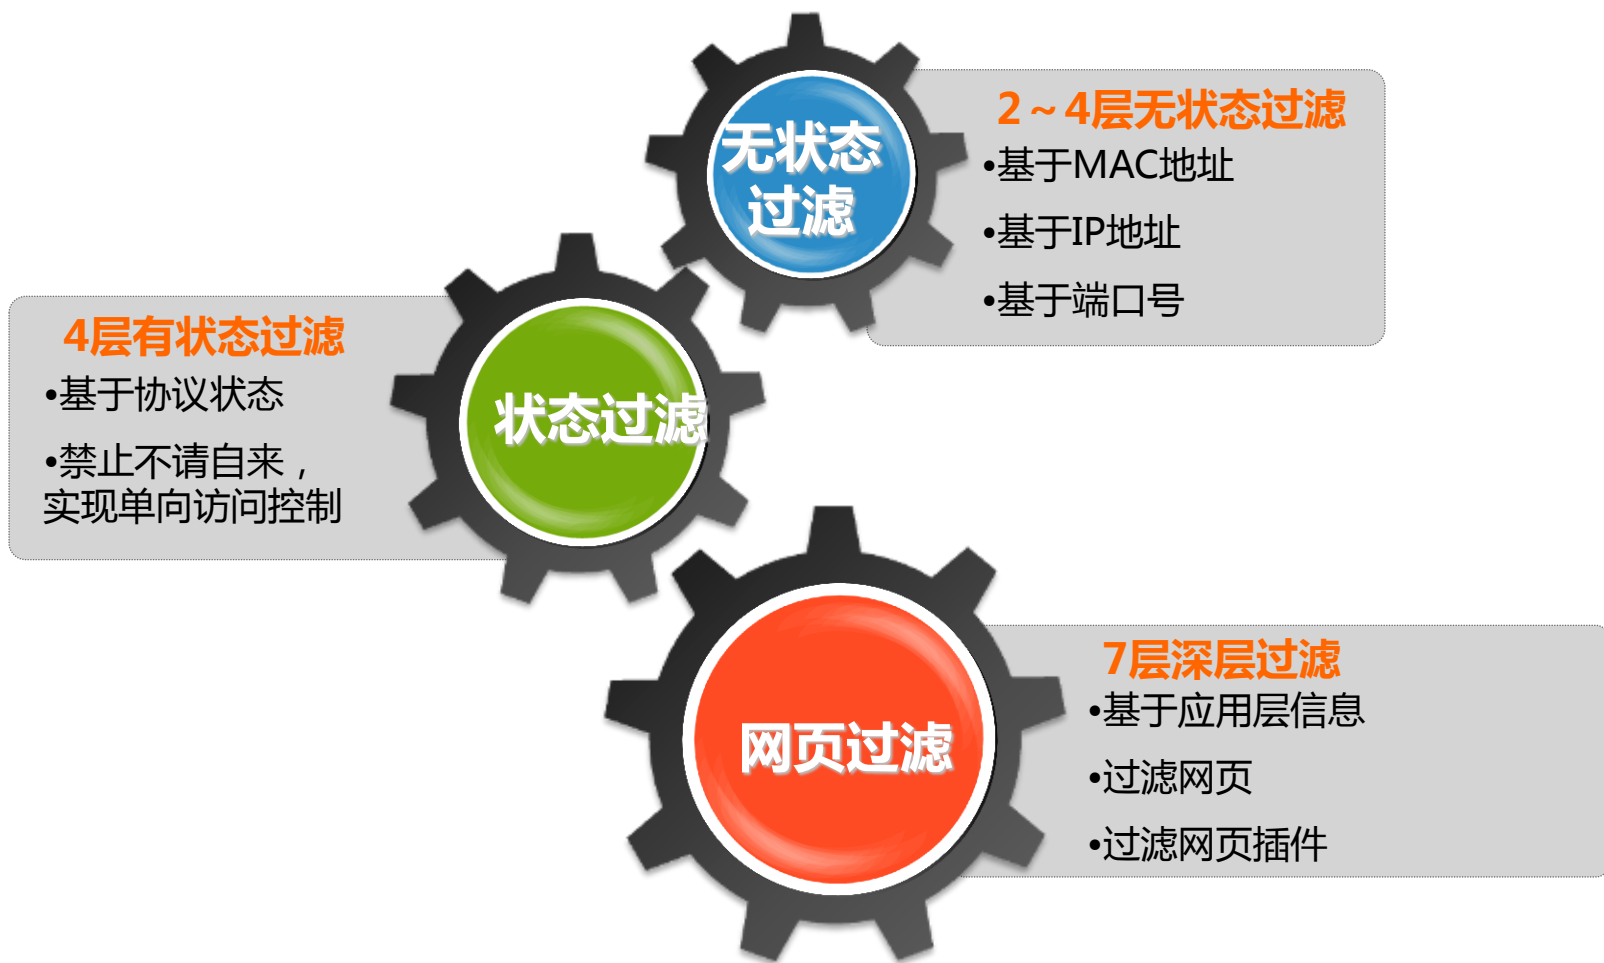 无状态
过滤
2～4层无状态过滤
•基于MAC地址
•基于IP地址
•基于端口号
4层有状态过滤
•基于协议状态
•禁止不请自来，
实现单向访问控制
状态过滤
网页过滤
7层深层过滤
•基于应用层信息
•过滤网页
•过滤网页插件